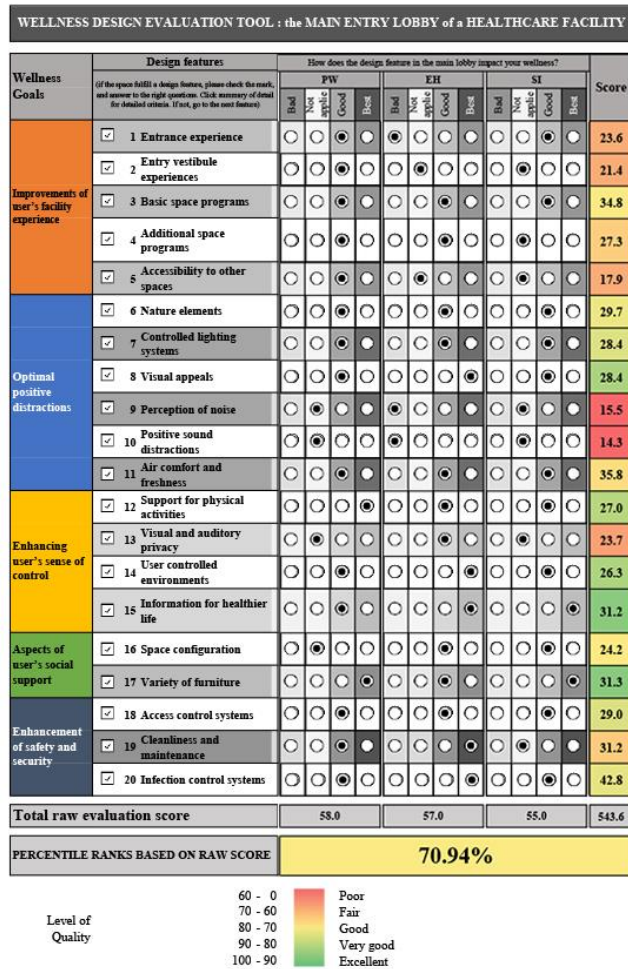 WELLNESS DESIGN EVALUATION TOOL : the MAIN ENTRY LOBBY of a HEALTHCARE FACILITY
Wellness Goals
Design features
(if the space fulfill a design feature, please check the mark, and answer to the right questions. Click summary of detail for detailed criteria. If not, go to the next feature)
How does the design feature in the main lobby impact your wellness?
Score
PW EH SI
Bad Not applic Good Best Bad Not applic Good Best Bad Not applic Good Best
Improvements of user's facility experience
1 Entrance experience 23.6
2 Entry vestibule experiences 21.4
3 Basic space programs 34.8
4 Additional space programs 27.3
5 Accessibility to other spaces 17.9
Optimal positive distractions
6 Nature elements 29.7
7 Controlled lighting systems 28.4
8 Visual appeals 28.4
9 Perception of noise 15.5
10 Positive sound distractions 14.3
11 Air comfort and freshness 35.8
Enhancing user's sense of control
12 Support for physical activities 27.0
13 Visual and auditory privacy 23.7
14 User controlled environments 26.3
15 Information for healthier life 31.2
Aspects of user's social support
16 Space configuration 24.2
17 Variety of furniture 31.3
Enhancement of safety and security
18 Access control systems 29.0
19 Cleanliness and maintenance 31.2
20 Infection control systems 42.8
Total raw evaluation score 58.0 57.0 55.0 543.6
PERCENTILE RANKS BASED ON RAW SCORE 70.94%
Level of Quality
60 - 0 Poor
70 - 60 Fair
80 - 70 Good
90 - 80 Very good
100 - 90 Excellent